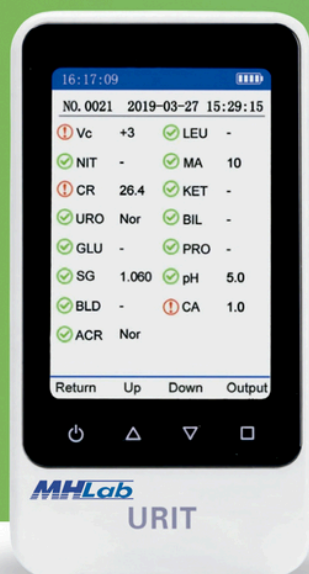 16:17:09
NO. 0021 2019-03-27 15:29:15
Vc +3 LEU -
NIT - MA 10
CR 26.4 KET -
URO Nor BIL -
GLU - PRO -
SG 1.060 pH 5.0
BLD - CA 1.0
ACR Nor
Return Up Down Output
MHLab
URIT